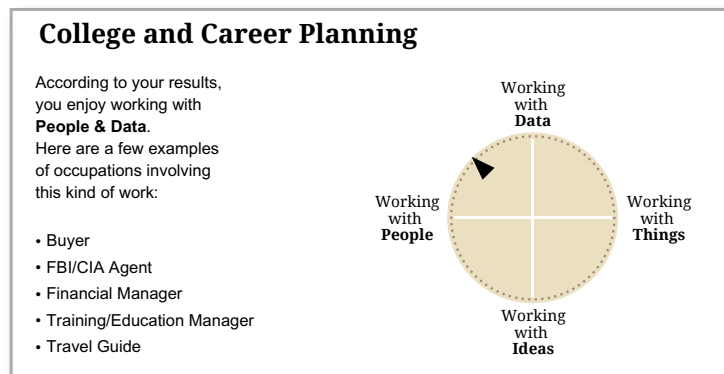 College and Career Planning
According to your results,
you enjoy working with
People & Data.
Here are a few examples
of occupations involving
this kind of work:
• Buyer
• FBI/CIA Agent
• Financial Manager
• Training/Education Manager
• Travel Guide
Working
with
Data
Working
with
People
Working
with
Things
Working
with
Ideas